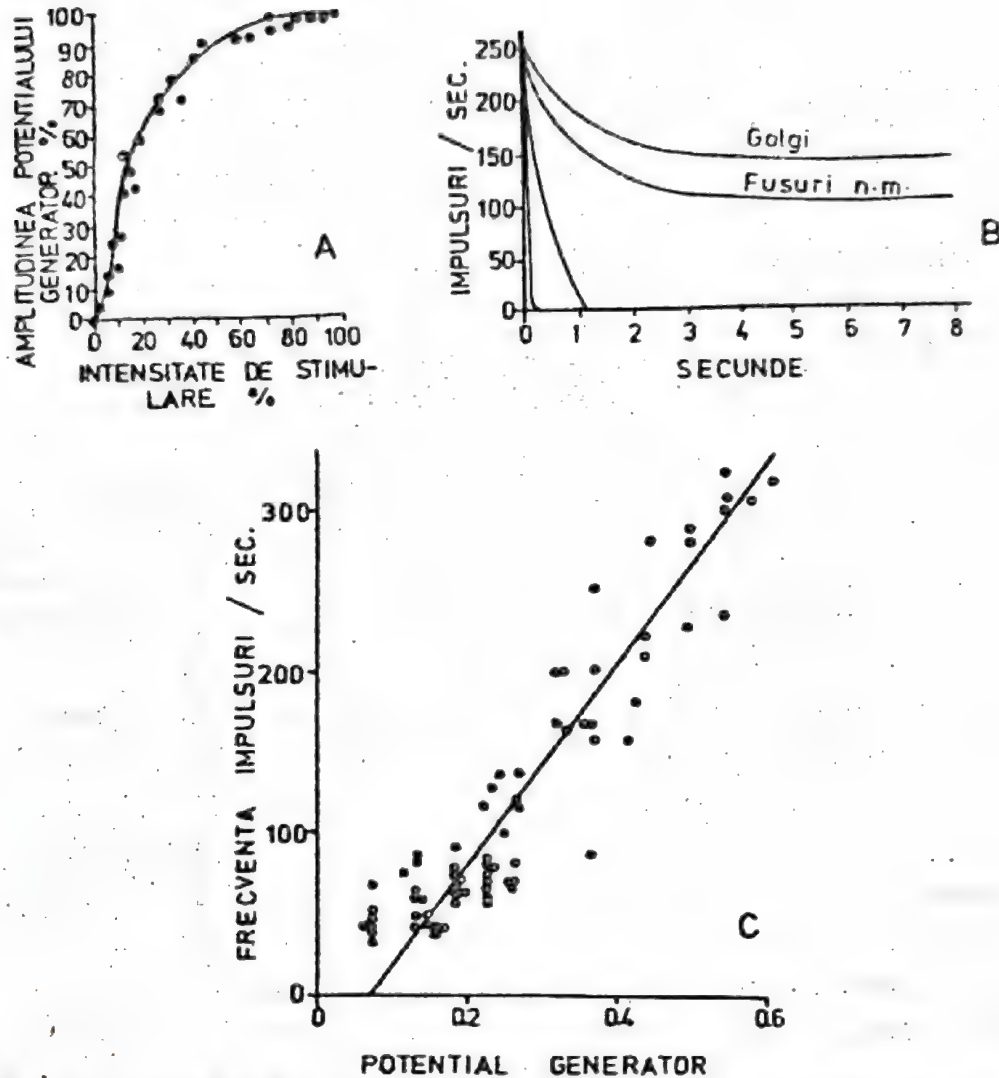 AMPLITUDINEA POTENTIALULUI
GENERATOR. %
100
90
80
70
60
50
40
30
20
10
0
0 20 40 60 80 100
INTENSITATE DE STIMU-
LARE %
A
IMPULSURI / SEC.
250
200
150
100
50
0
Golgi
Fusuri n.m.
0 1 2 3 4 5 6 7 8
SECUNDE
B
FRECVENTA IMPULSURI / SEC.
300
200
100
0
0 0.2 0.4 0.6
POTENTIAL GENERATOR
C